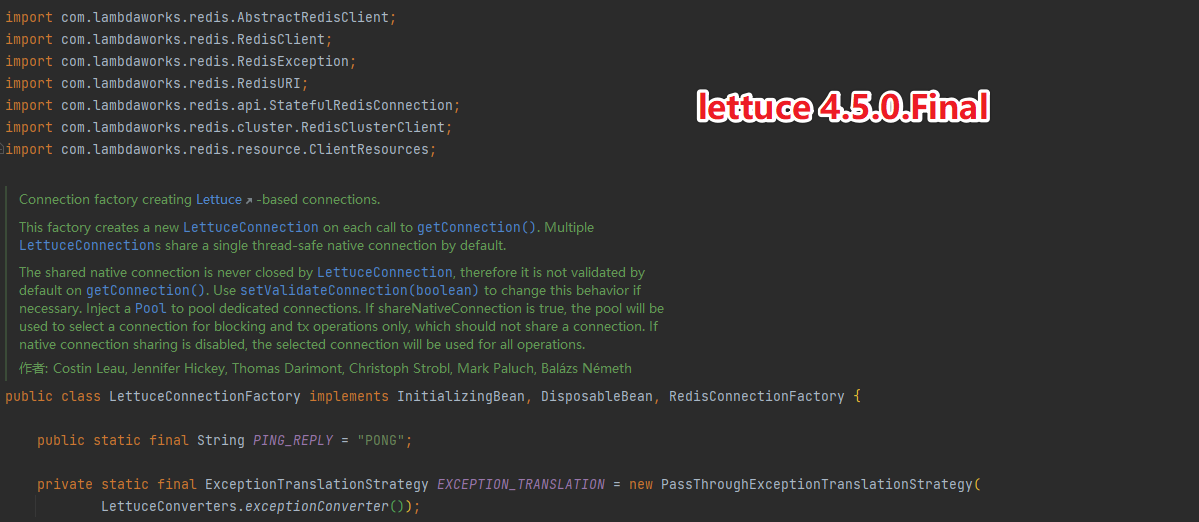 import com.lambdaworks.redis.AbstractRedisClient;
import com.lambdaworks.redis.RedisClient;
import com.lambdaworks.redis.RedisException;
import com.lambdaworks.redis.RedisURI;
import com.lambdaworks.redis.api.StatefulRedisConnection;
import com.lambdaworks.redis.cluster.RedisClusterClient;
import com.lambdaworks.redis.resource.ClientResources;
lettuce 4.5.0.Final
Connection factory creating Lettuce ↗ -based connections.
This factory creates a new LettuceConnection on each call to getConnection(). Multiple
LettuceConnections share a single thread-safe native connection by default.
The shared native connection is never closed by LettuceConnection, therefore it is not validated by
default on getConnection(). Use setValidateConnection(boolean) to change this behavior if
necessary. Inject a Pool to pool dedicated connections. If shareNativeConnection is true, the pool will be
used to select a connection for blocking and tx operations only, which should not share a connection. If
native connection sharing is disabled, the selected connection will be used for all operations.
作者: Costin Leau, Jennifer Hickey, Thomas Darimont, Christoph Strobl, Mark Paluch, Balázs Németh
public class LettuceConnectionFactory implements InitializingBean, DisposableBean, RedisConnectionFactory {
public static final String PING_REPLY = "PONG";
private static final ExceptionTranslationStrategy EXCEPTION_TRANSLATION = new PassThroughExceptionTranslationStrategy(
LettuceConverters.exceptionConverter());